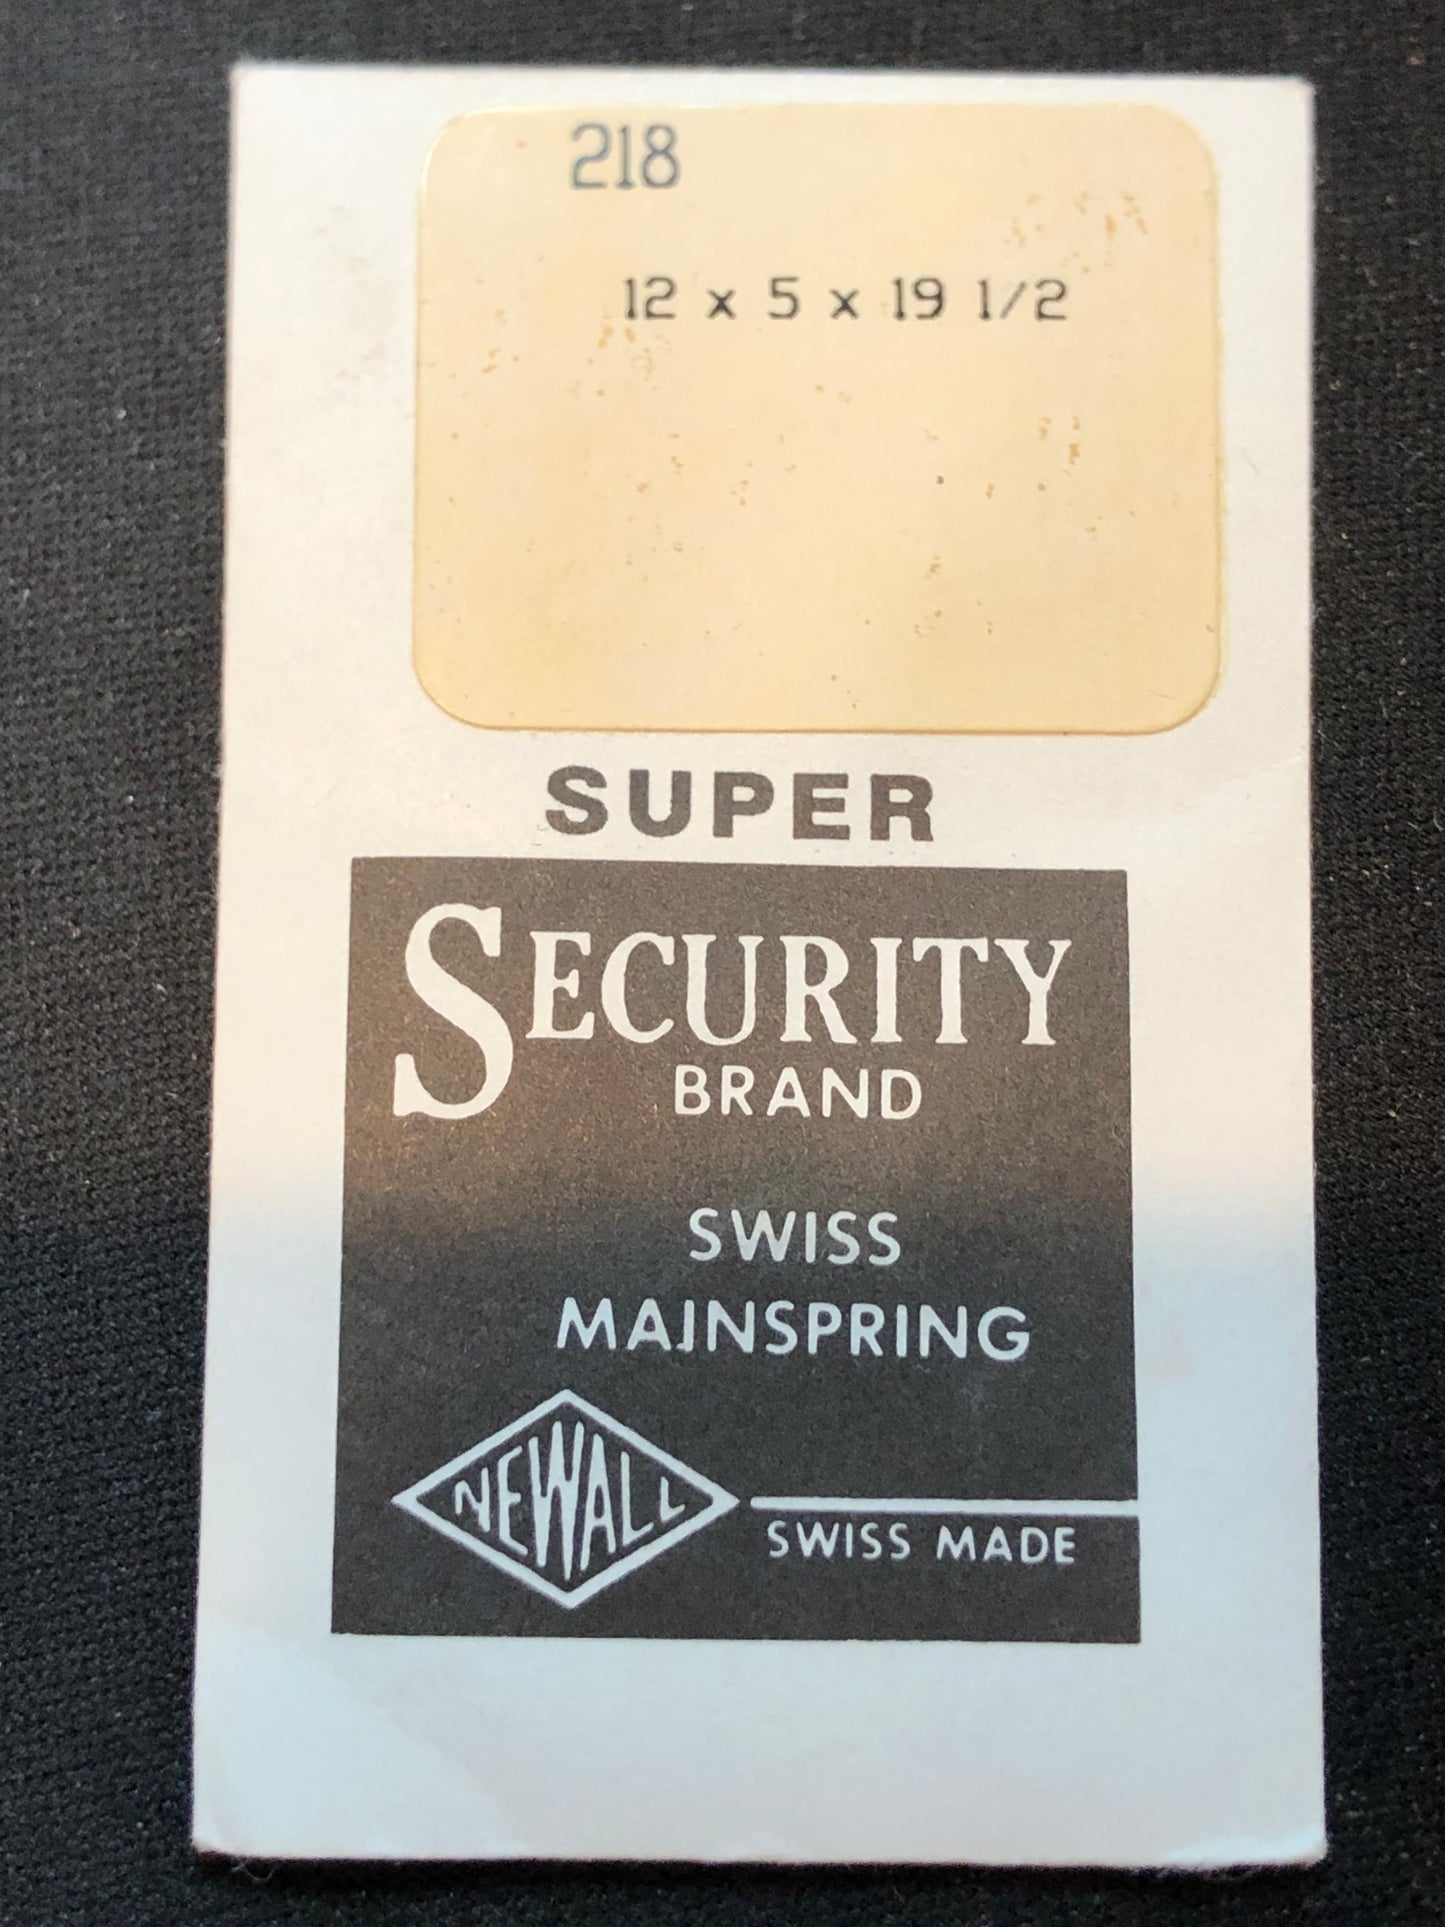 218
12 x 5 x 19 1/2
SUPER
SECURITY
BRAND
SWISS
MAINSPRING
NEWALL
SWISS MADE